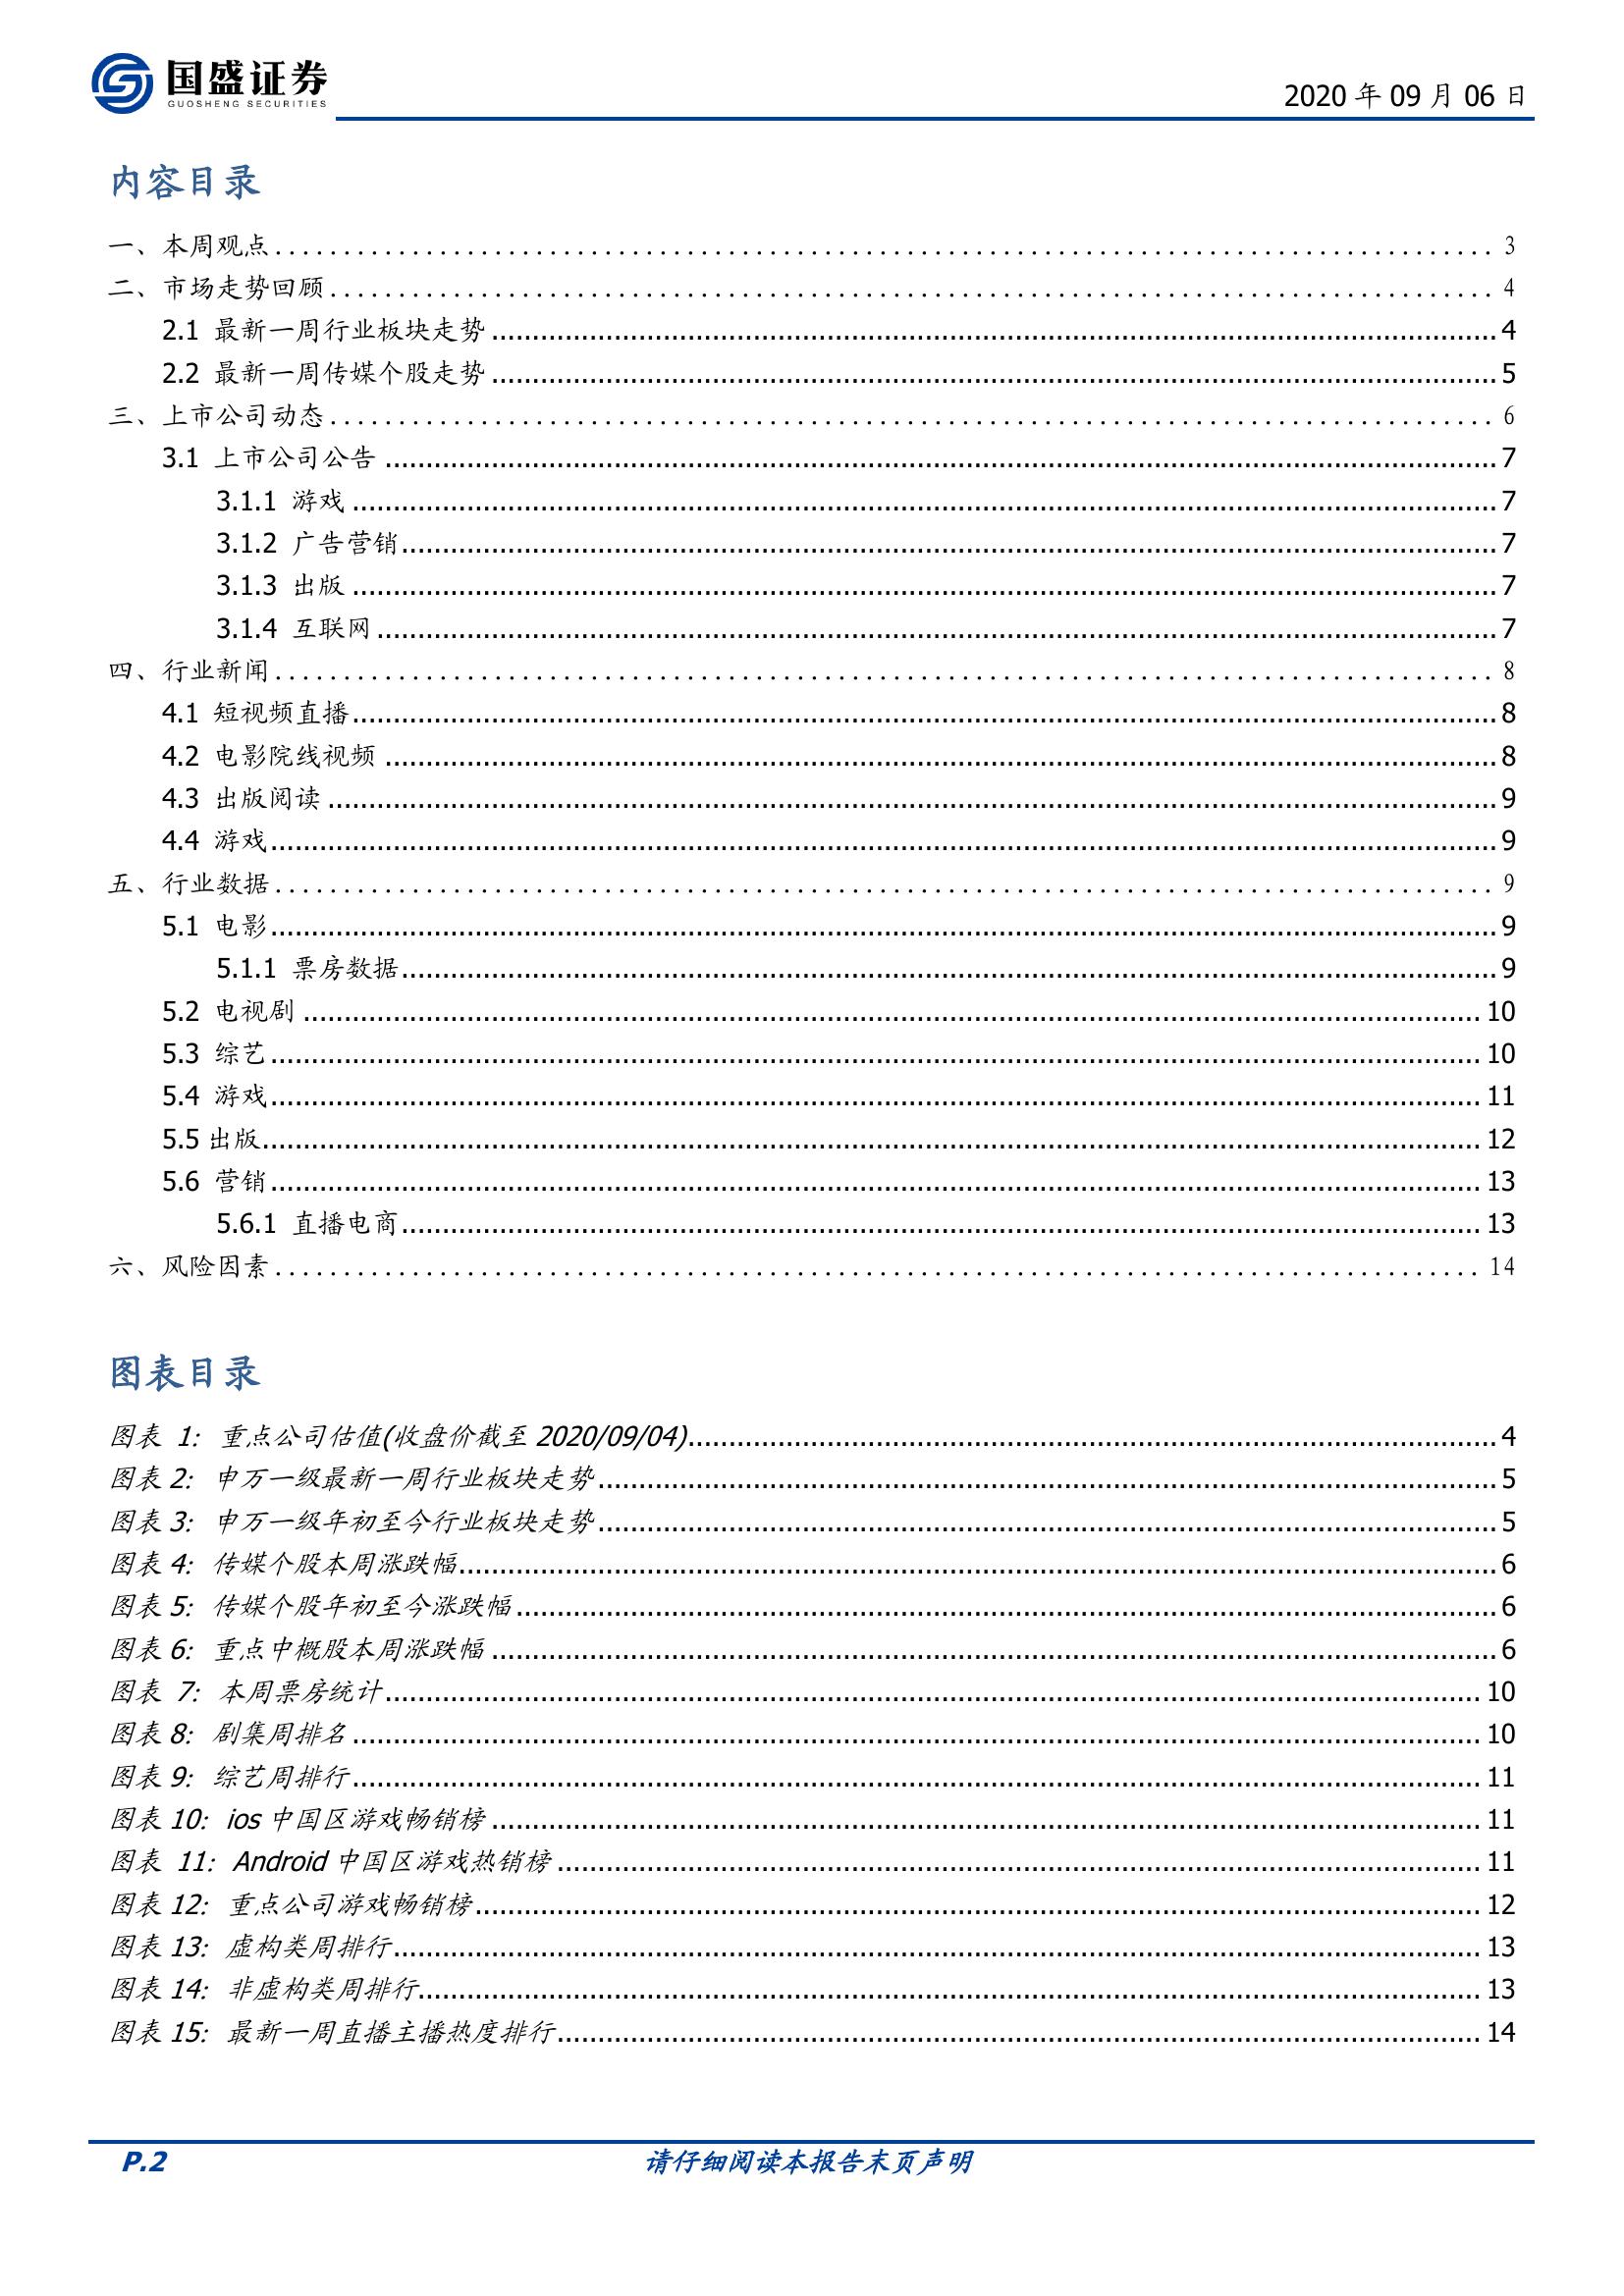 国盛证券
GUOSHENG SECURITIES
2020 年 09 月 06 日
内容目录
一、本周观点 3
二、市场走势回顾 4
2.1 最新一周行业板块走势 4
2.2 最新一周传媒个股走势 5
三、上市公司动态 6
3.1 上市公司公告 7
3.1.1 游戏 7
3.1.2 广告营销 7
3.1.3 出版 7
3.1.4 互联网 7
四、行业新闻 8
4.1 短视频直播 8
4.2 电影院线视频 8
4.3 出版阅读 9
4.4 游戏 9
五、行业数据 9
5.1 电影 9
5.1.1 票房数据 9
5.2 电视剧 10
5.3 综艺 10
5.4 游戏 11
5.5 出版 12
5.6 营销 13
5.6.1 直播电商 13
六、风险因素 14
图表目录
图表 1: 重点公司估值(收盘价截至 2020/09/04) 4
图表 2: 申万一级最新一周行业板块走势 5
图表 3: 申万一级年初至今行业板块走势 5
图表 4: 传媒个股本周涨跌幅 6
图表 5: 传媒个股年初至今涨跌幅 6
图表 6: 重点中概股本周涨跌幅 6
图表 7: 本周票房统计 10
图表 8: 剧集周排名 10
图表 9: 综艺周排行 11
图表 10: ios 中国区游戏畅销榜 11
图表 11: Android 中国区游戏热销榜 11
图表 12: 重点公司游戏畅销榜 12
图表 13: 虚构类周排行 13
图表 14: 非虚构类周排行 13
图表 15: 最新一周直播主播热度排行 14
P.2 请仔细阅读本报告末页声明